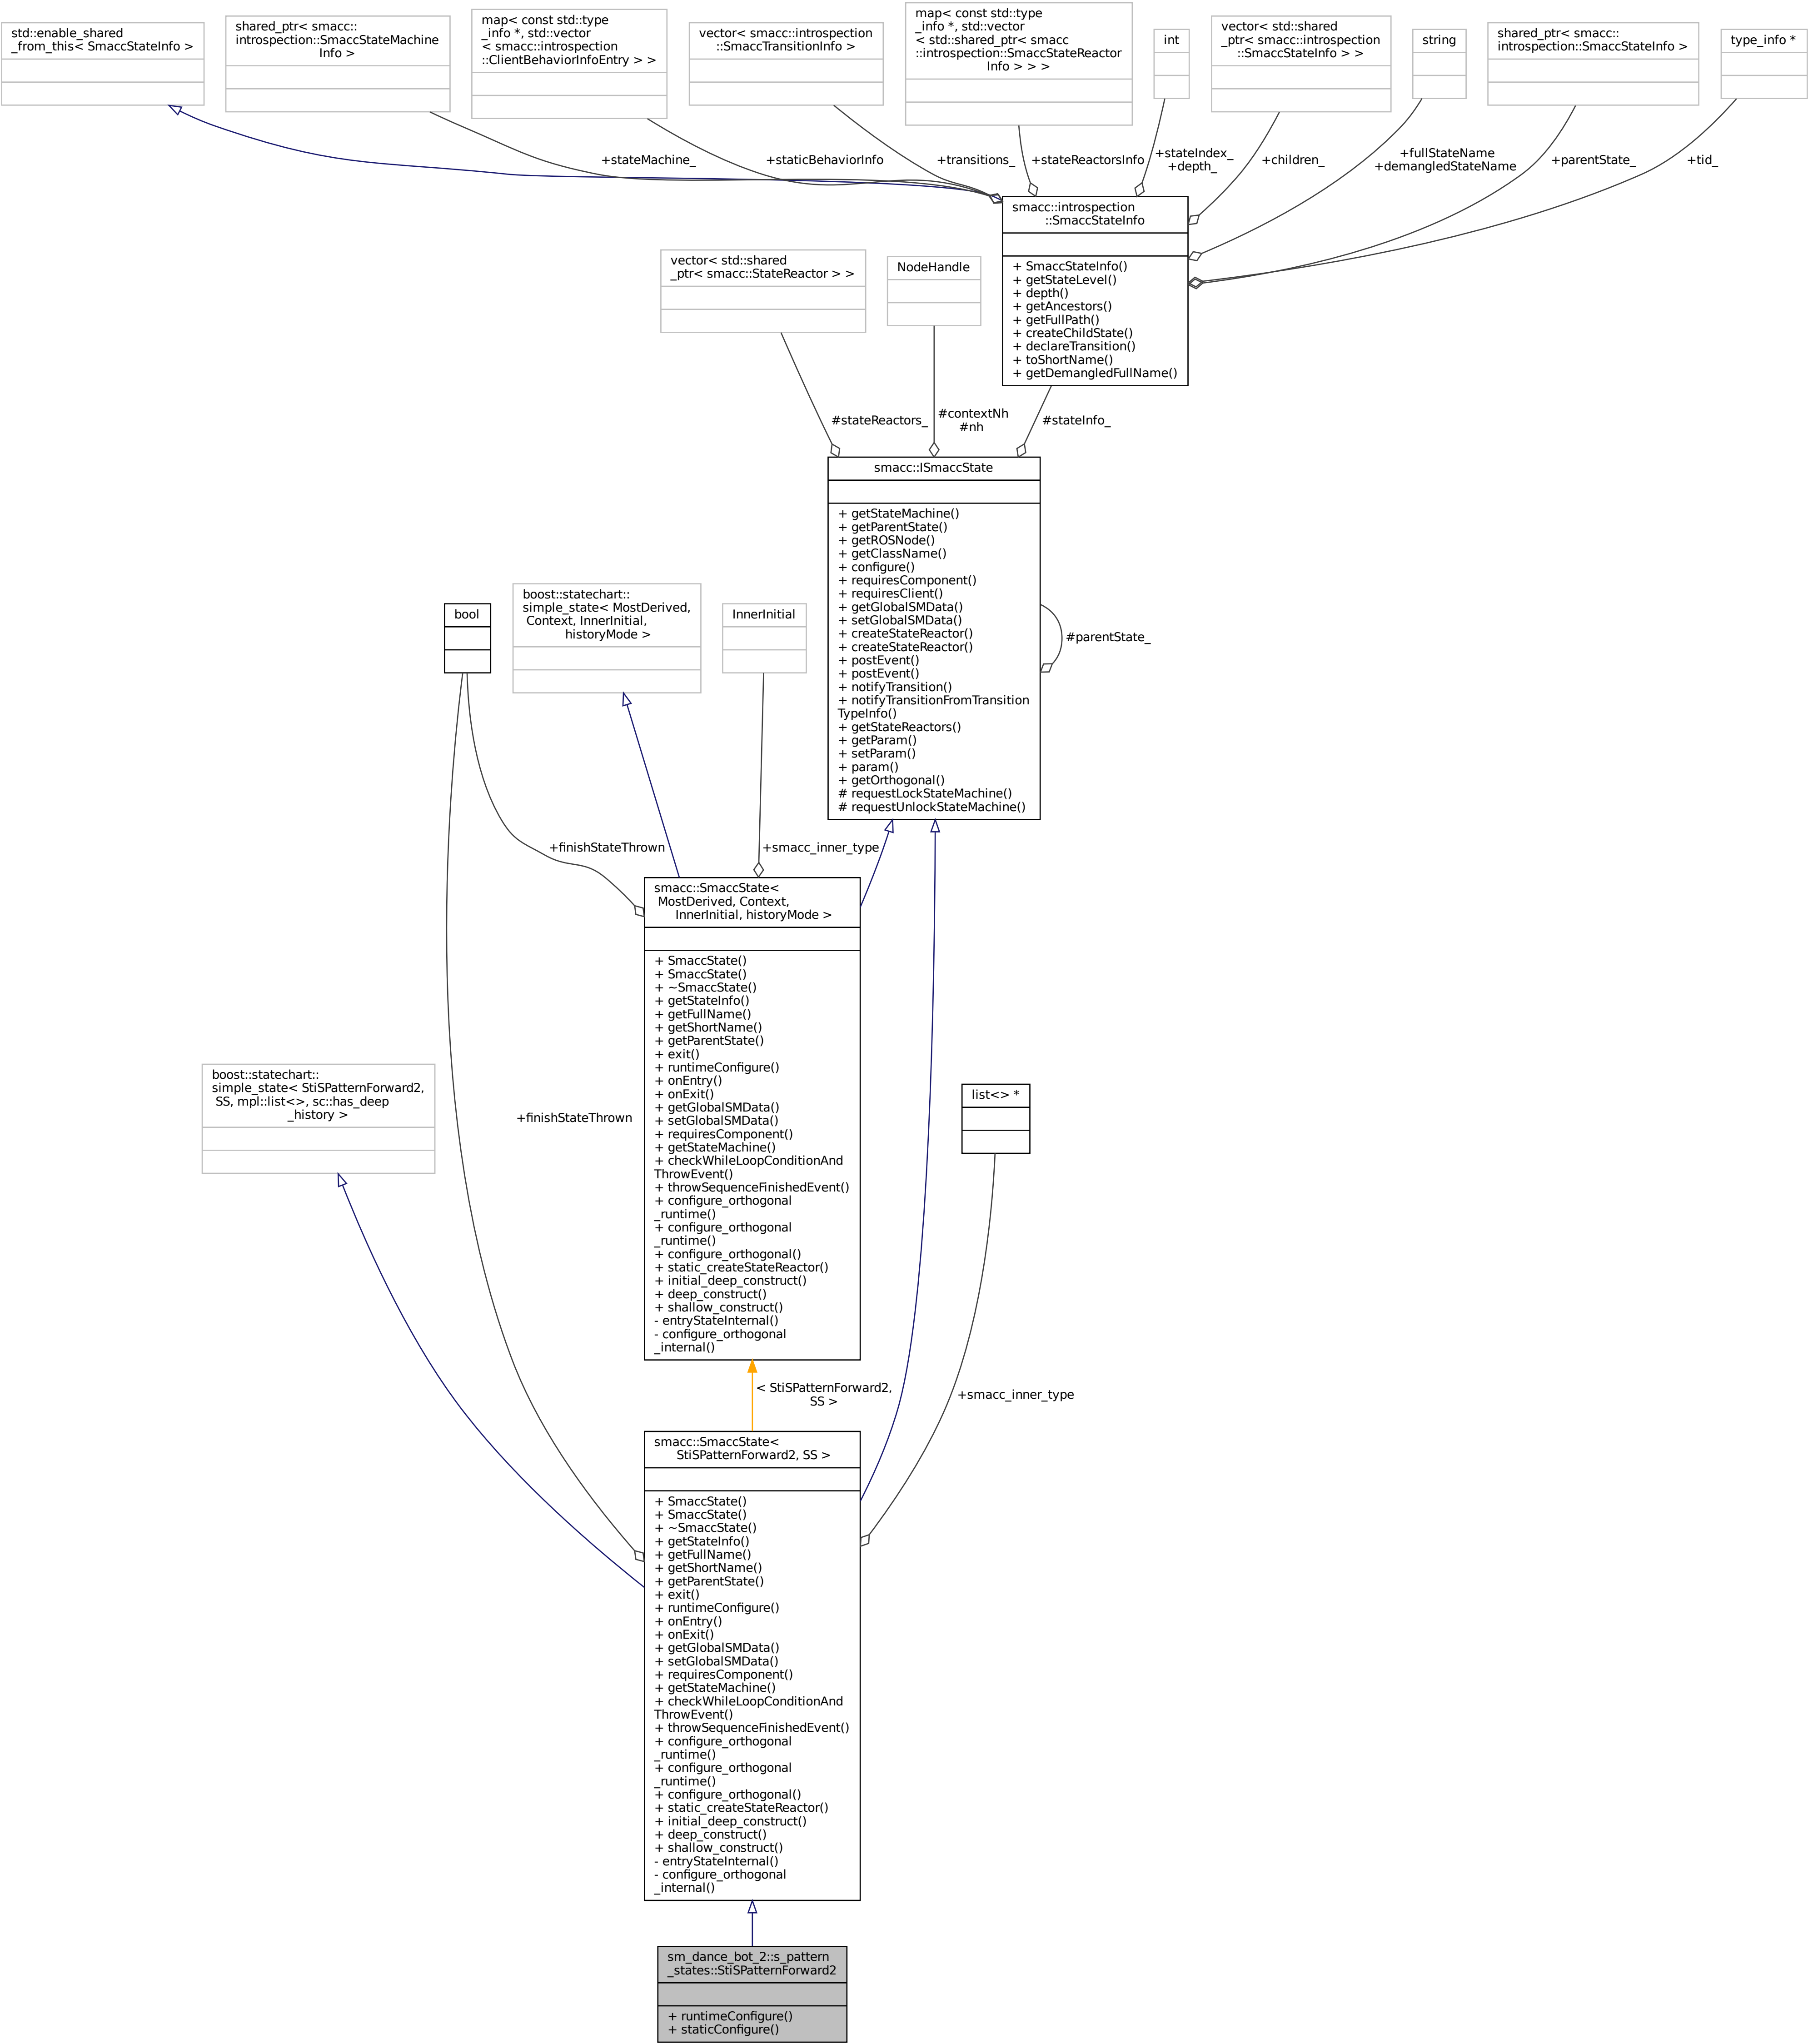 std::enable_shared
_from_this< SmaccStateInfo >
shared_ptr< smacc::
introspection::SmaccStateMachine
Info >
map< const std::type
_info *, std::vector
< smacc::introspection
::ClientBehaviorInfoEntry > >
vector< smacc::introspection
::SmaccTransitionInfo >
map< const std::type
_info *, std::vector
< std::shared_ptr< smacc
::introspection::SmaccStateReactor
Info > > >
int
vector< std::shared
_ptr< smacc::introspection
::SmaccStateInfo > >
string
shared_ptr< smacc::
introspection::SmaccStateInfo >
type_info *
+stateMachine_
+staticBehaviorInfo
+transitions_
+stateReactorsInfo
+stateIndex_
+depth_
+children_
+fullStateName
+demangledStateName
+parentState_
+tid_
smacc::introspection
::SmaccStateInfo
+ SmaccStateInfo()
+ getStateLevel()
+ depth()
+ getAncestors()
+ getFullPath()
+ createChildState()
+ declareTransition()
+ toShortName()
+ getDemangledFullName()
vector< std::shared
_ptr< smacc::StateReactor > >
NodeHandle
#stateReactors_
#contextNh
#nh
#stateInfo_
smacc::ISmaccState
+ getStateMachine()
+ getParentState()
+ getROSNode()
+ getClassName()
+ configure()
+ requiresComponent()
+ requiresClient()
+ getGlobalSMData()
+ setGlobalSMData()
+ createStateReactor()
+ createStateReactor()
+ postEvent()
+ postEvent()
+ notifyTransition()
+ notifyTransitionFromTransition
TypeInfo()
+ getStateReactors()
+ getParam()
+ setParam()
+ param()
+ getOrthogonal()
# requestLockStateMachine()
# requestUnlockStateMachine()
#parentState_
bool
boost::statechart::
simple_state< MostDerived,
Context, InnerInitial,
historyMode >
InnerInitial
+finishStateThrown
+smacc_inner_type
smacc::SmaccState<
MostDerived, Context,
InnerInitial, historyMode >
+ SmaccState()
+ SmaccState()
+ ~SmaccState()
+ getStateInfo()
+ getFullName()
+ getShortName()
+ getParentState()
+ exit()
+ runtimeConfigure()
+ onEntry()
+ onExit()
+ getGlobalSMData()
+ setGlobalSMData()
+ requiresComponent()
+ getStateMachine()
+ checkWhileLoopConditionAnd
ThrowEvent()
+ throwSequenceFinishedEvent()
+ configure_orthogonal
_runtime()
+ configure_orthogonal
_runtime()
+ configure_orthogonal()
+ static_createStateReactor()
+ initial_deep_construct()
+ deep_construct()
+ shallow_construct()
- entryStateInternal()
- configure_orthogonal
_internal()
boost::statechart::
simple_state< StiSPatternForward2,
SS, mpl::list<>, sc::has_deep
_history >
+finishStateThrown
list<> *
< StiSPatternForward2,
SS >
+smacc_inner_type
smacc::SmaccState<
StiSPatternForward2, SS >
+ SmaccState()
+ SmaccState()
+ ~SmaccState()
+ getStateInfo()
+ getFullName()
+ getShortName()
+ getParentState()
+ exit()
+ runtimeConfigure()
+ onEntry()
+ onExit()
+ getGlobalSMData()
+ setGlobalSMData()
+ requiresComponent()
+ getStateMachine()
+ checkWhileLoopConditionAnd
ThrowEvent()
+ throwSequenceFinishedEvent()
+ configure_orthogonal
_runtime()
+ configure_orthogonal
_runtime()
+ configure_orthogonal()
+ static_createStateReactor()
+ initial_deep_construct()
+ deep_construct()
+ shallow_construct()
- entryStateInternal()
- configure_orthogonal
_internal()
sm_dance_bot_2::s_pattern
_states::StiSPatternForward2
+ runtimeConfigure()
+ staticConfigure()